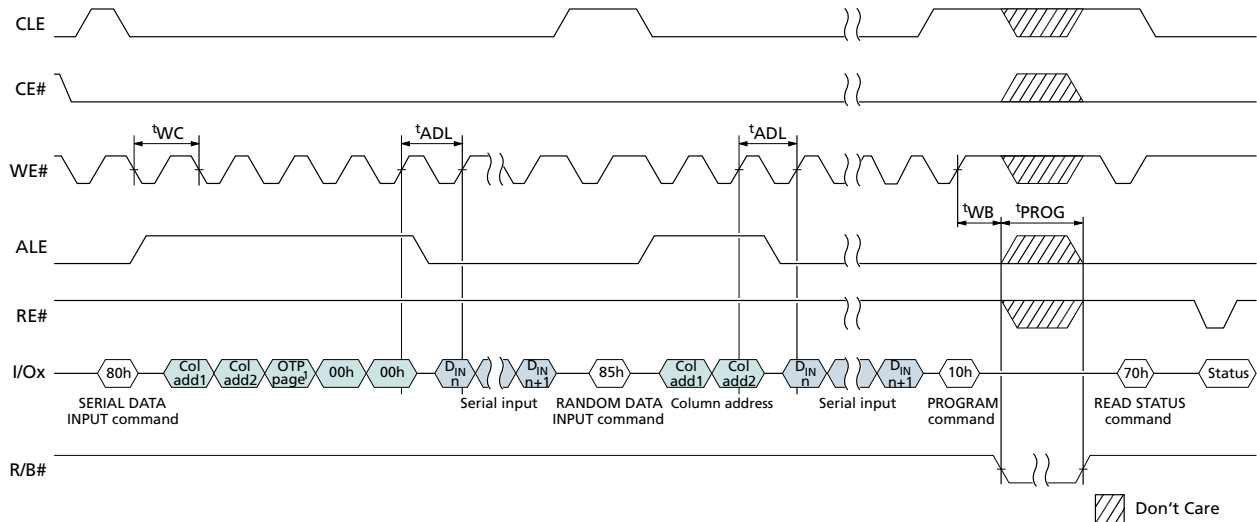 CLE
CE#
tWC
tADL
tADL
WE#
tWB
tPROG
ALE
RE#
I/Ox
80h
Col add1
Col add2
OTP page1
00h
00h
DIN n
DIN n+1
85h
Col add1
Col add2
DIN n
DIN n+1
10h
70h
Status
SERIAL DATA
INPUT command
Serial input
RANDOM DATA
INPUT command
Column address
Serial input
PROGRAM
command
READ STATUS
command
R/B#
Don't Care